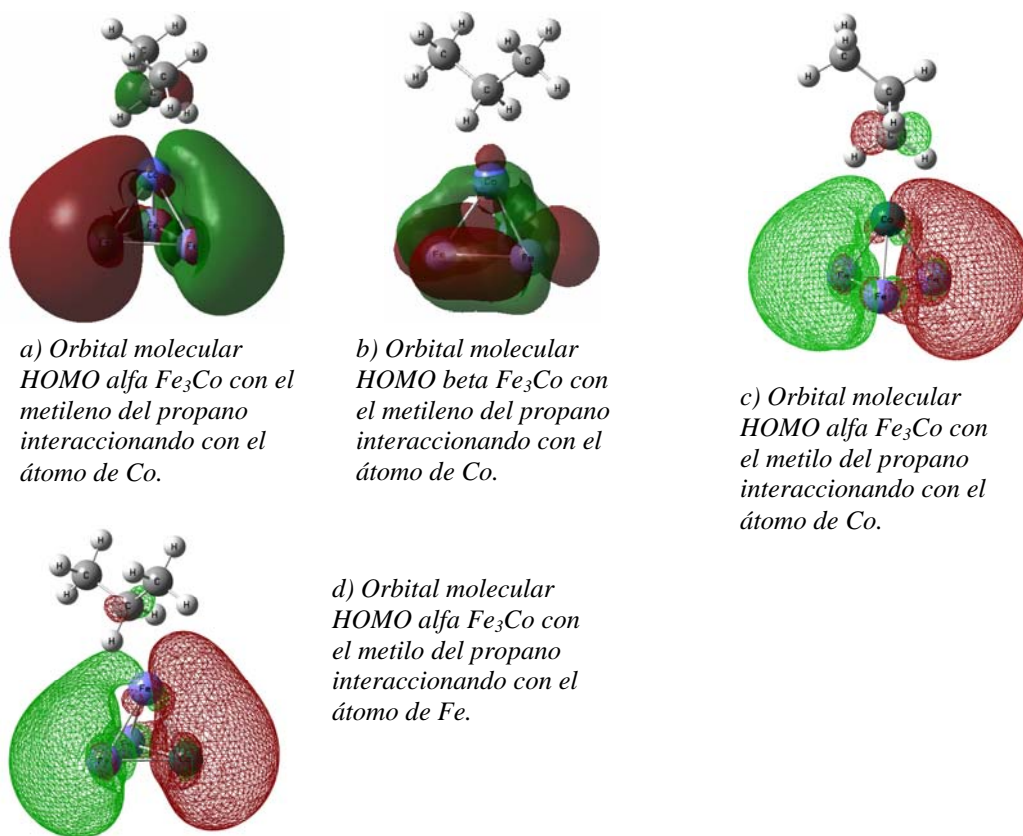 a) Orbital molecular
HOMO alfa Fe₃Co con el
metileno del propano
interaccionando con el
átomo de Co.
b) Orbital molecular
HOMO beta Fe₃Co con
el metileno del propano
interaccionando con el
átomo de Co.
c) Orbital molecular
HOMO alfa Fe₃Co con
el metilo del propano
interaccionando con el
átomo de Co.
d) Orbital molecular
HOMO alfa Fe₃Co con
el metilo del propano
interaccionando con el
átomo de Fe.